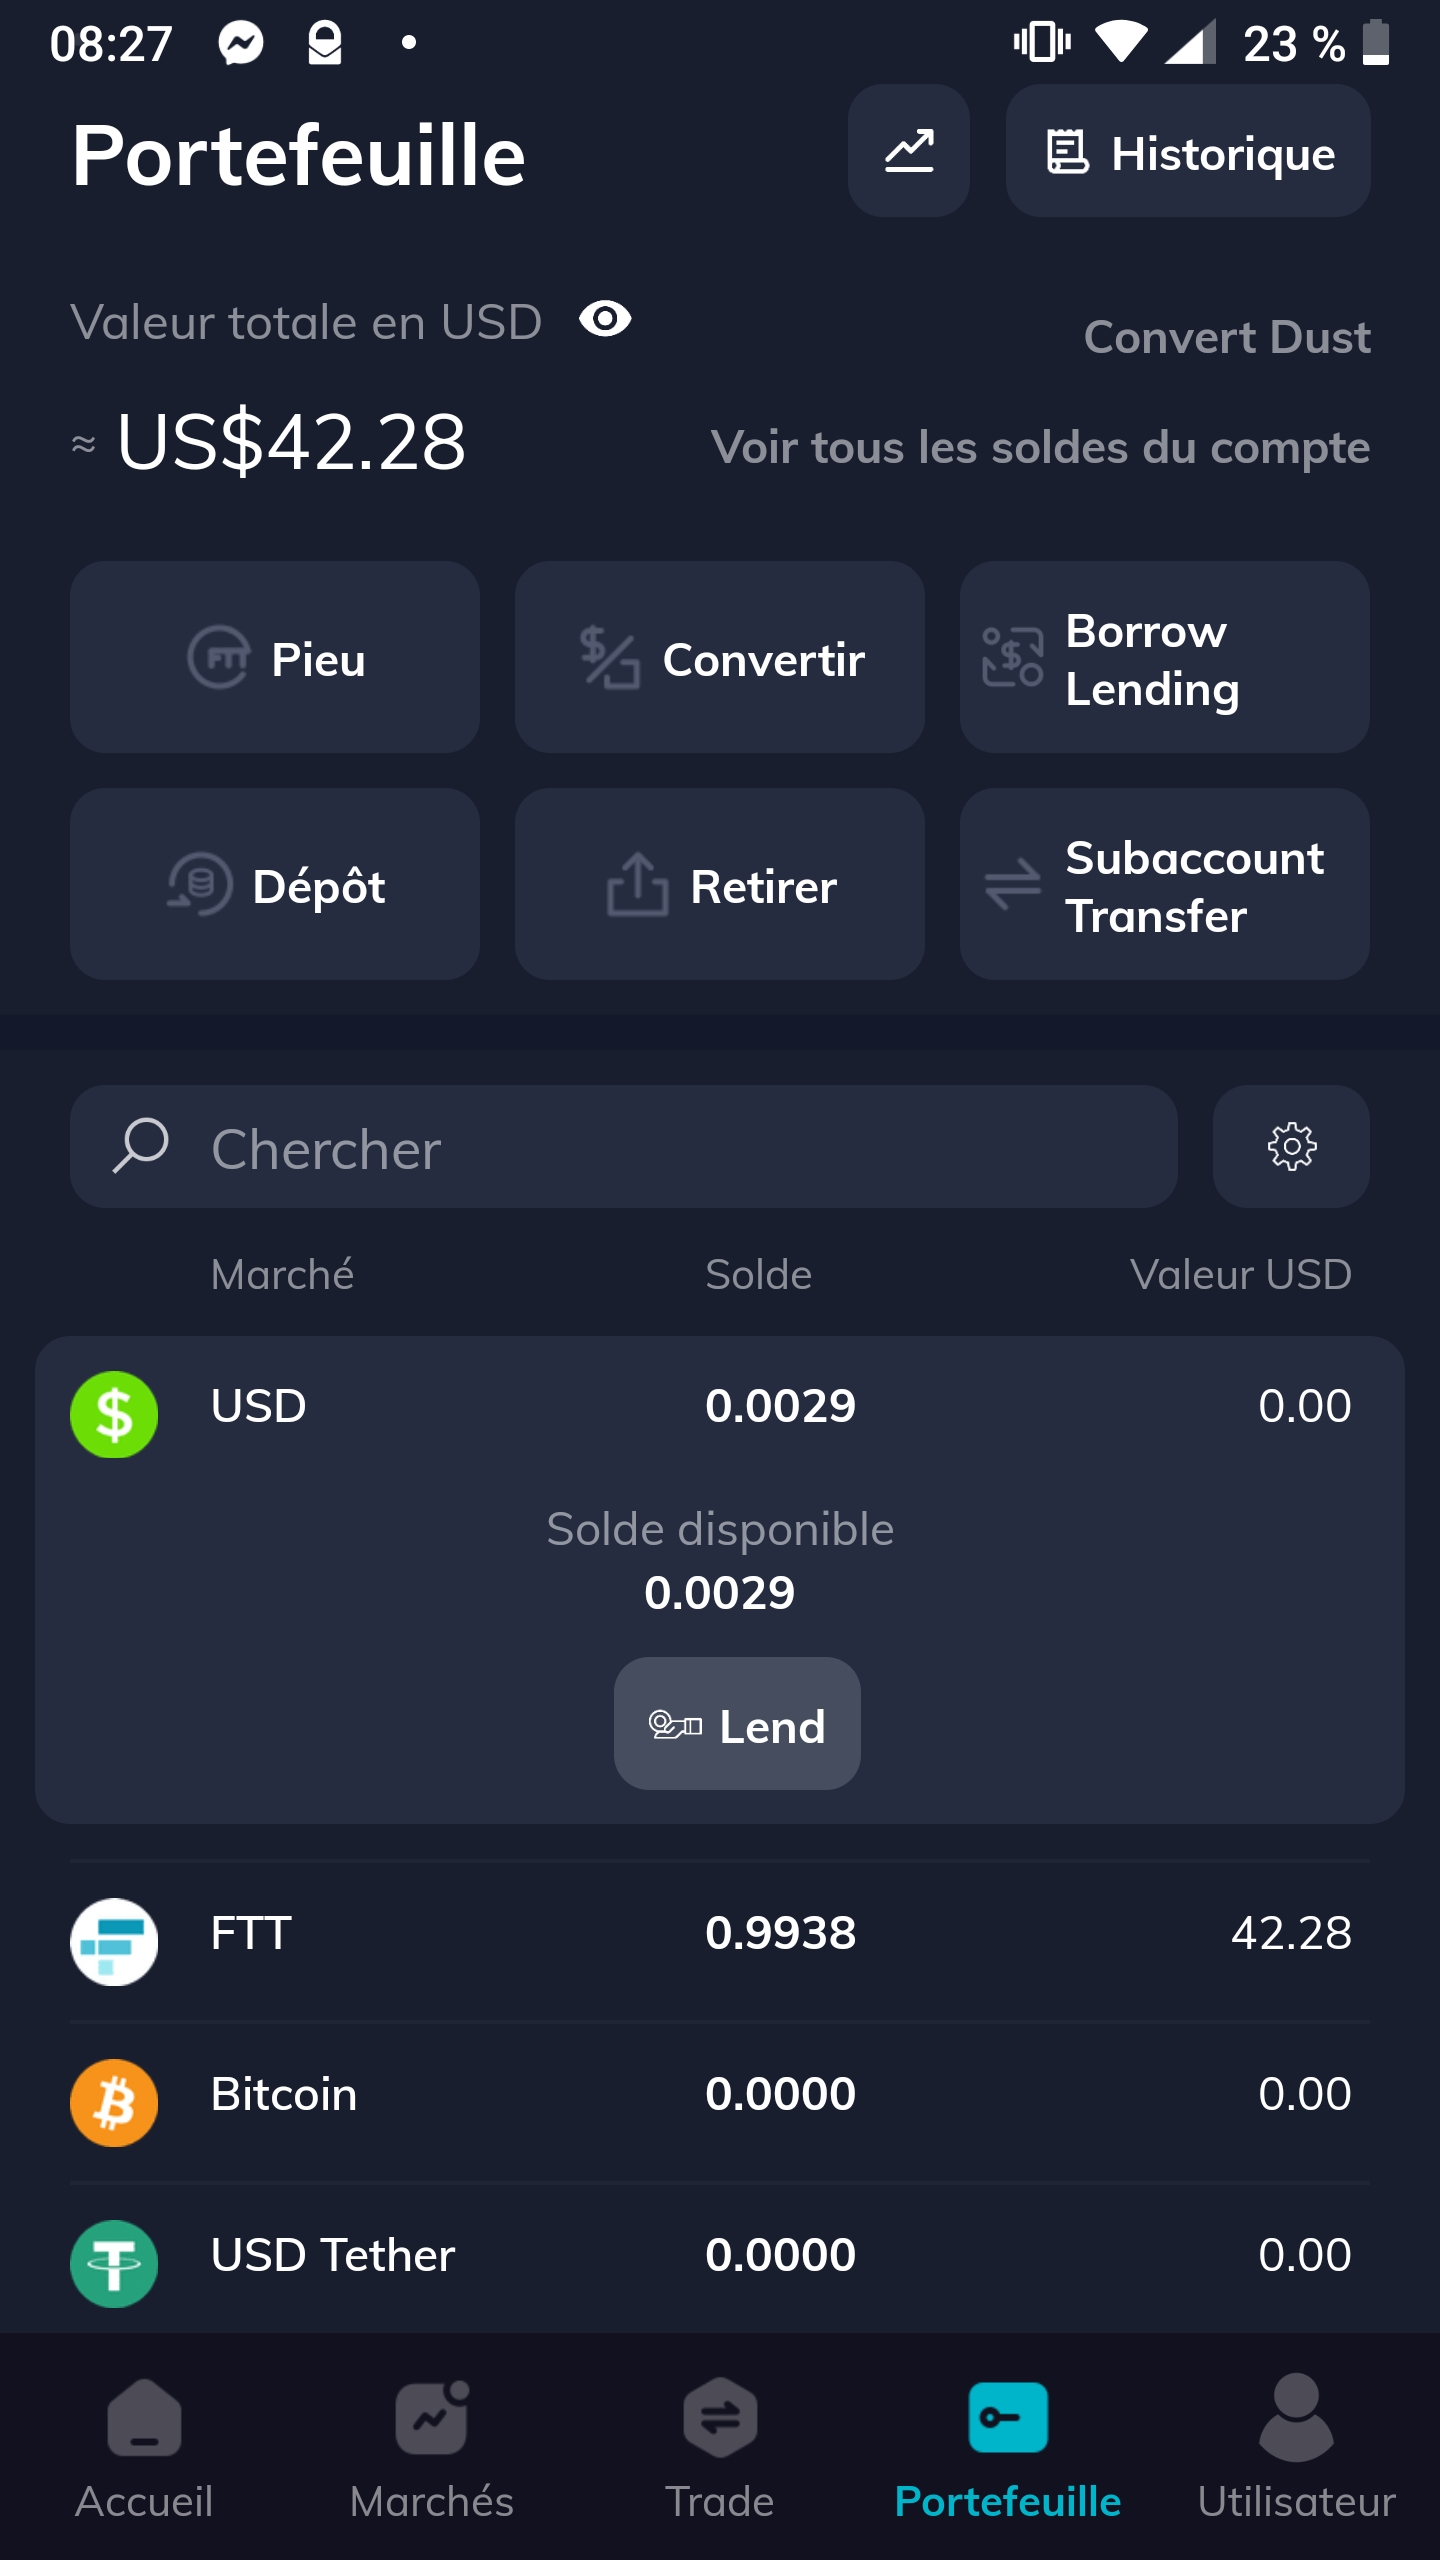 08:27
23 %
Portefeuille
Historique
Valeur totale en USD
Convert Dust
≈ US$42.28
Voir tous les soldes du compte
Pieu
Convertir
Borrow
Lending
Dépôt
Retirer
Subaccount
Transfer
Chercher
Marché Solde Valeur USD
USD 0.0029 0.00
Solde disponible
0.0029
Lend
FTT 0.9938 42.28
Bitcoin 0.0000 0.00
USD Tether 0.0000 0.00
Accueil Marchés Trade Portefeuille Utilisateur